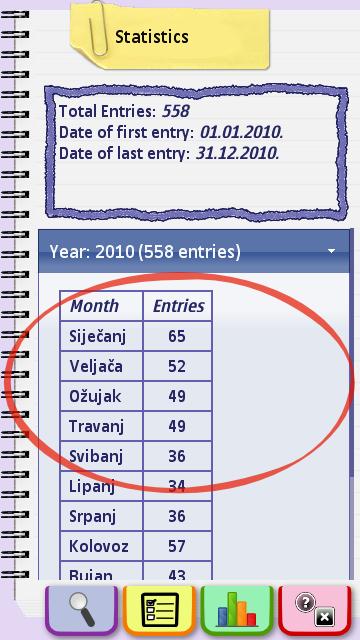 Statistics
Total Entries: 558
Date of first entry: 01.01.2010.
Date of last entry: 31.12.2010.
Year: 2010 (558 entries)
Month Entries
Siječanj 65
Veljača 52
Ožujak 49
Travanj 49
Svibanj 36
Lipanj 34
Srpanj 36
Kolovoz 57
Rujan 43